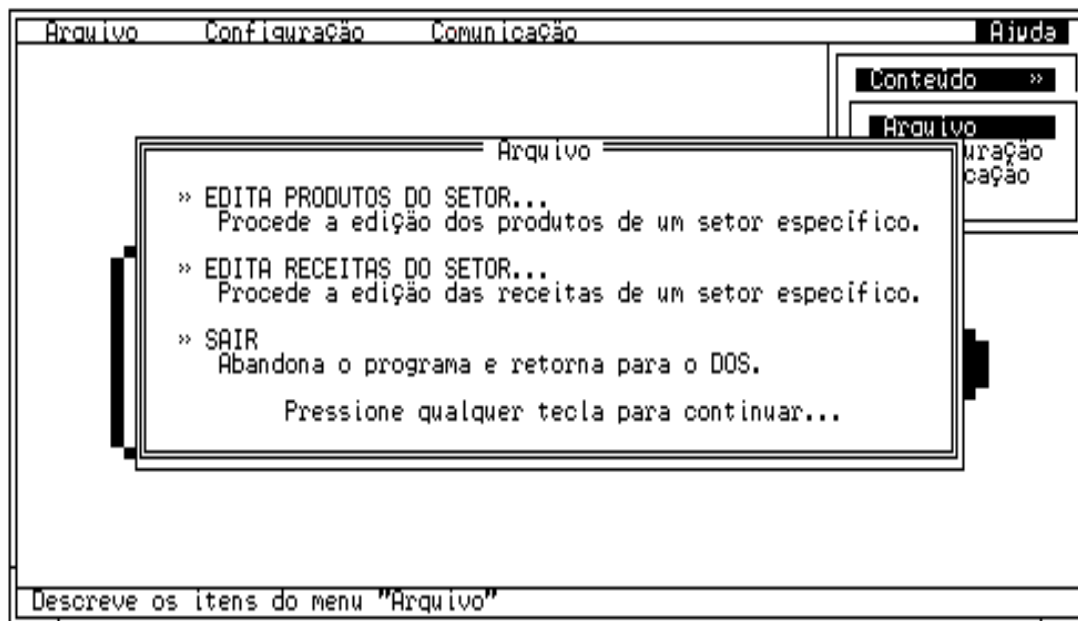 Arquivo Configuração Comunicação Ajuda
Conteúdo »
Arquivo
uração
cação
Arquivo
» EDITA PRODUTOS DO SETOR...
Procede a edição dos produtos de um setor específico.
» EDITA RECEITAS DO SETOR...
Procede a edição das receitas de um setor específico.
» SAIR
Abandona o programa e retorna para o DOS.
Pressione qualquer tecla para continuar...
Descreve os itens do menu "Arquivo"